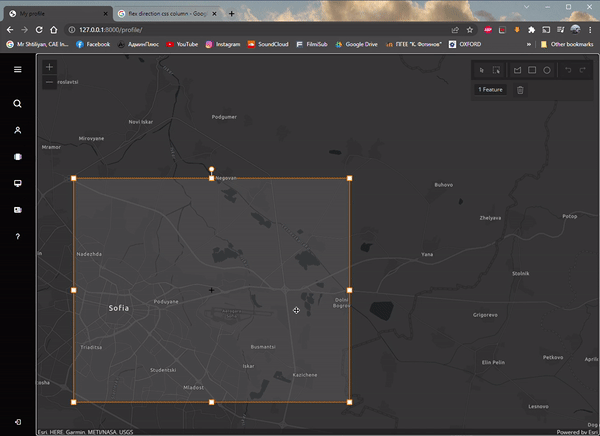 My profile
flex direction css column - Goog
127.0.0.1:8000/profile/
Mr Shtiliyan, CAE In...
Facebook
АдминПлюс
YouTube
Instagram
SoundCloud
FilmiSub
Google Drive
ПГЕЕ "К. Фотинов"
OXFORD
»
Other bookmarks
+
−
1 Feature
roslavtsi
Podgumer
Novi Iskar
Mirovyane
Mramor
Negovan
Buhovo
Zhelyava
Potop
Nadezhda
Yana
Stolnik
Sofia
Poduyane
Dolni
Bogrov
Grigorevo
Triaditsa
Busmantsi
Iskar
Elin Pelin
Petkovo
April
Studentski
Kazichene
Mladost
Lesnovo
?
Esri, HERE, Garmin, METI/NASA, USGS
Powered by Esri